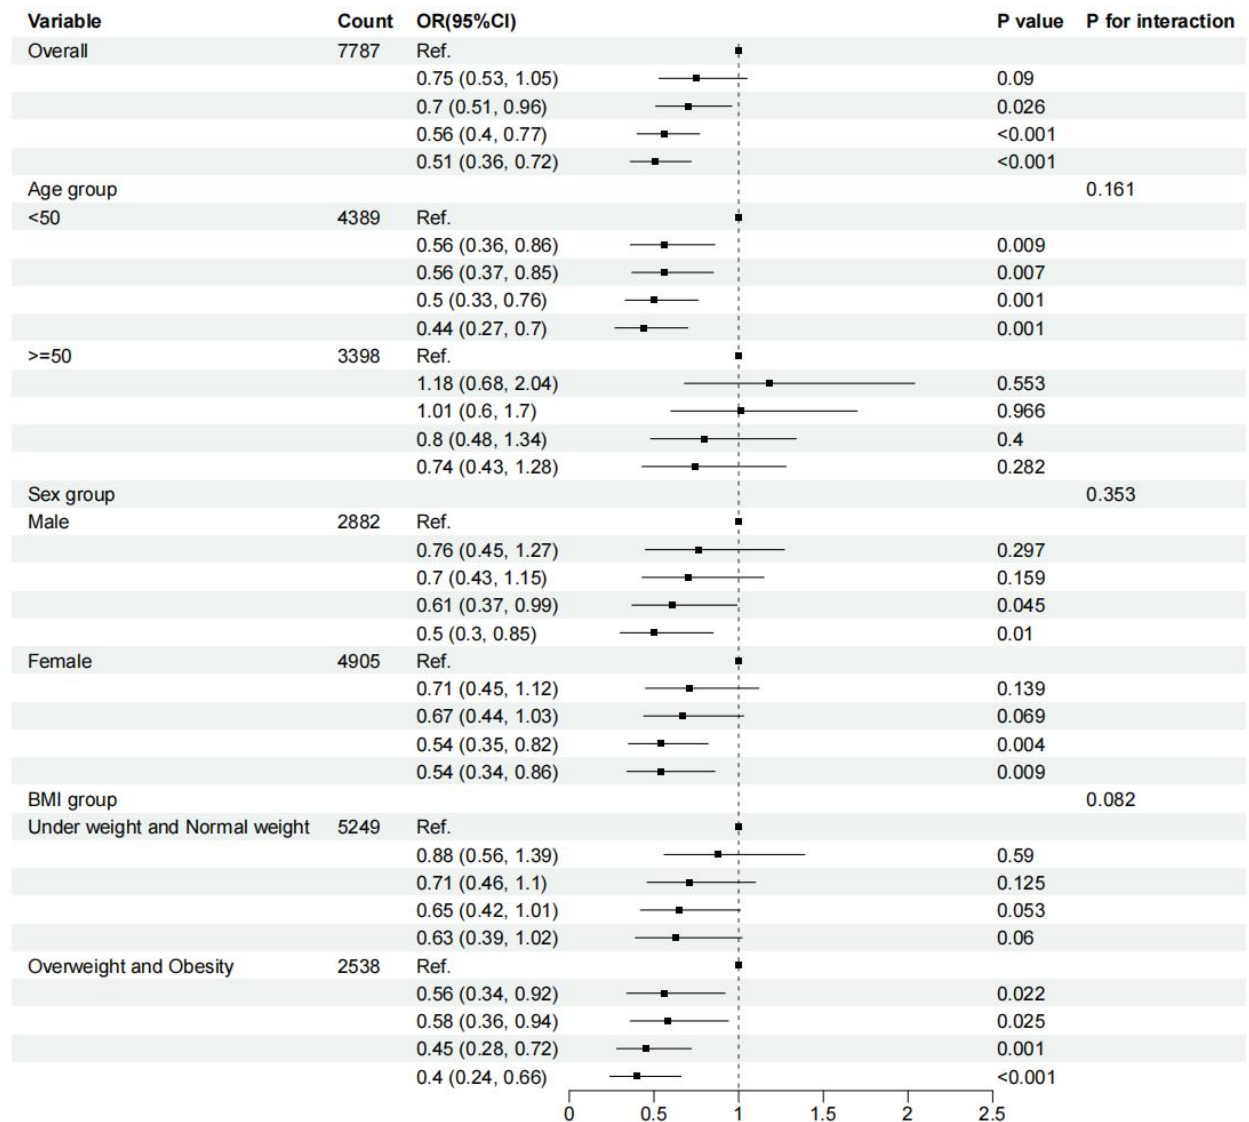 Variable Count OR(95%CI) P value P for interaction
Overall 7787 Ref.
0.75 (0.53, 1.05) 0.09
0.7 (0.51, 0.96) 0.026
0.56 (0.4, 0.77) <0.001
0.51 (0.36, 0.72) <0.001
Age group 0.161
<50 4389 Ref.
0.56 (0.36, 0.86) 0.009
0.56 (0.37, 0.85) 0.007
0.5 (0.33, 0.76) 0.001
0.44 (0.27, 0.7) 0.001
>=50 3398 Ref.
1.18 (0.68, 2.04) 0.553
1.01 (0.6, 1.7) 0.966
0.8 (0.48, 1.34) 0.4
0.74 (0.43, 1.28) 0.282
Sex group 0.353
Male 2882 Ref.
0.76 (0.45, 1.27) 0.297
0.7 (0.43, 1.15) 0.159
0.61 (0.37, 0.99) 0.045
0.5 (0.3, 0.85) 0.01
Female 4905 Ref.
0.71 (0.45, 1.12) 0.139
0.67 (0.44, 1.03) 0.069
0.54 (0.35, 0.82) 0.004
0.54 (0.34, 0.86) 0.009
BMI group 0.082
Under weight and Normal weight 5249 Ref.
0.88 (0.56, 1.39) 0.59
0.71 (0.46, 1.1) 0.125
0.65 (0.42, 1.01) 0.053
0.63 (0.39, 1.02) 0.06
Overweight and Obesity 2538 Ref.
0.56 (0.34, 0.92) 0.022
0.58 (0.36, 0.94) 0.025
0.45 (0.28, 0.72) 0.001
0.4 (0.24, 0.66) <0.001
0 0.5 1 1.5 2 2.5